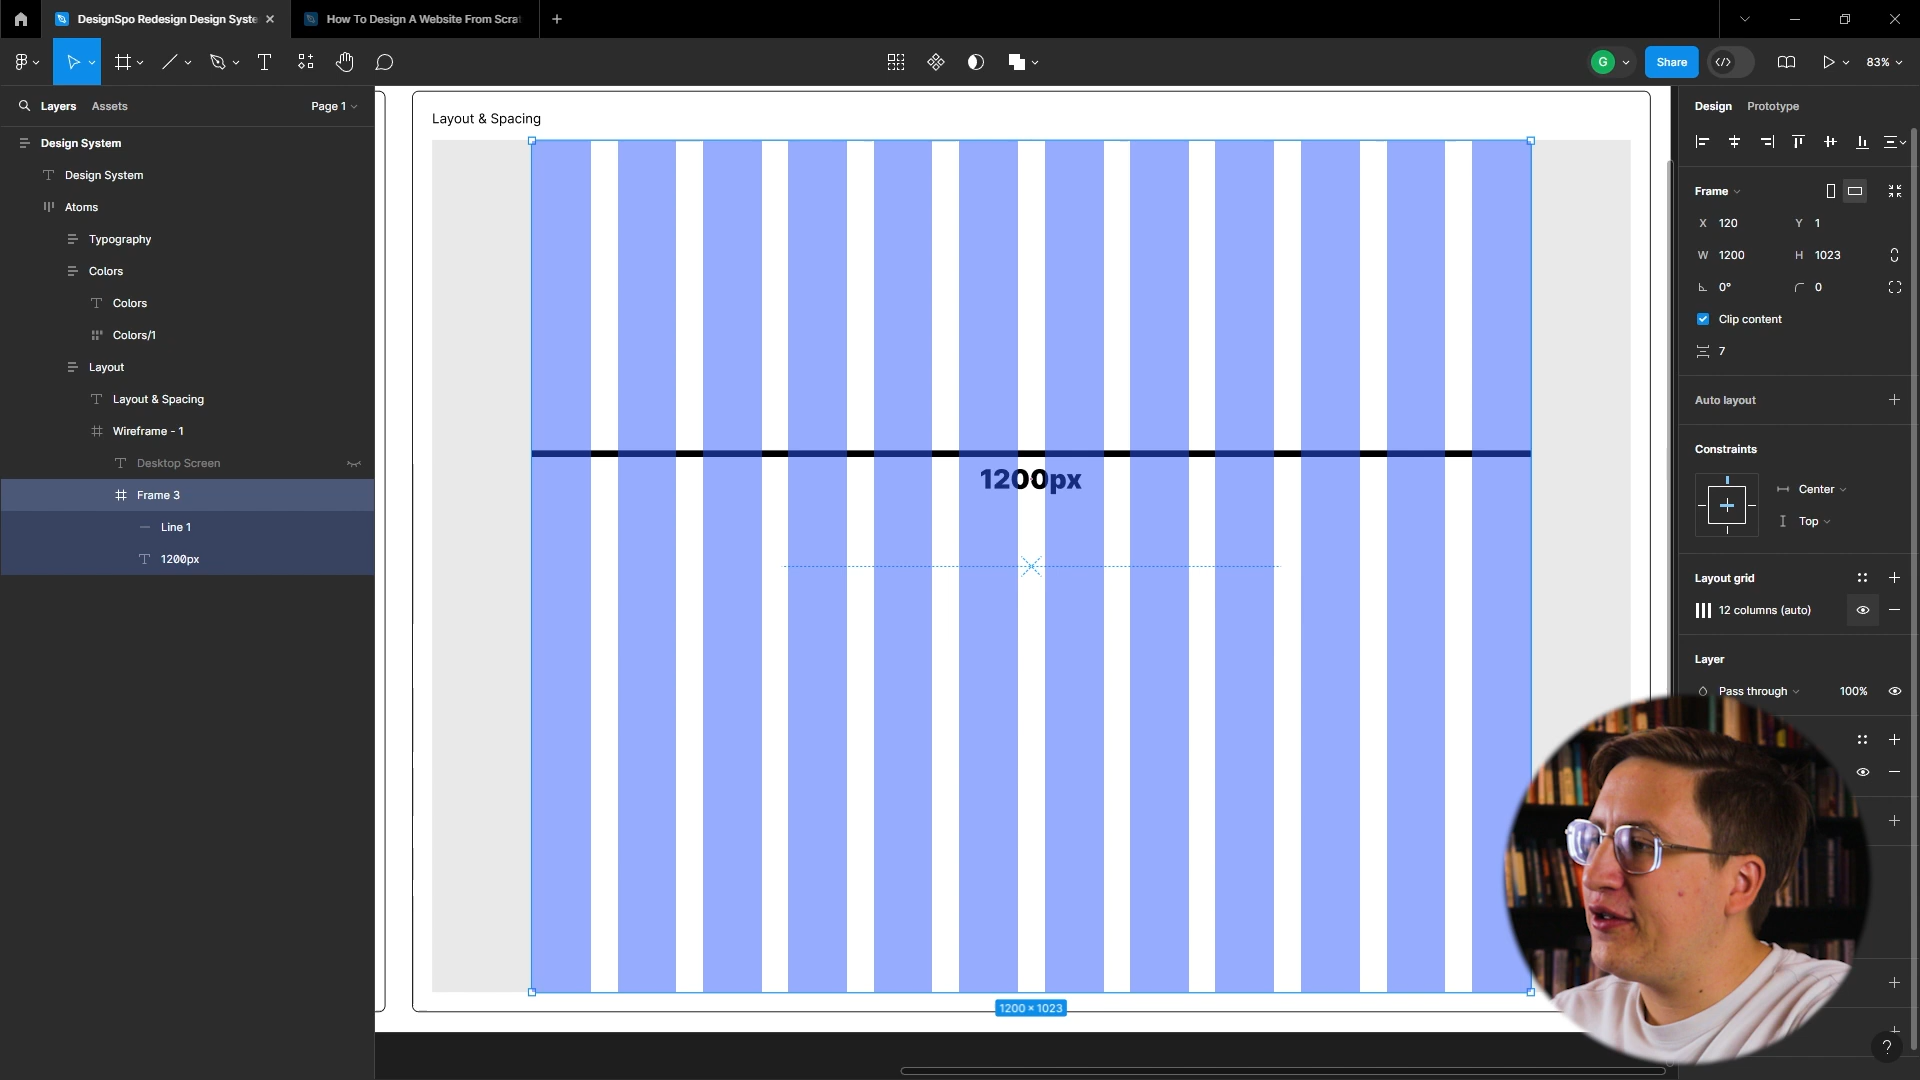 DesignSpo Redesign Design Syste
How To Design A Website From Scra
G
Share
83%
Layers
Assets
Page 1
Design System
Design System
Atoms
Typography
Colors
Colors
Colors/1
Layout
Layout & Spacing
Wireframe - 1
Desktop Screen
Frame 3
Line 1
1200px
Layout & Spacing
1200px
1200 × 1023
Design
Prototype
Frame
X 120
Y 1
W 1200
H 1023
0°
0
Clip content
7
Auto layout
Constraints
Center
Top
Layout grid
12 columns (auto)
Layer
Pass through
100%
?